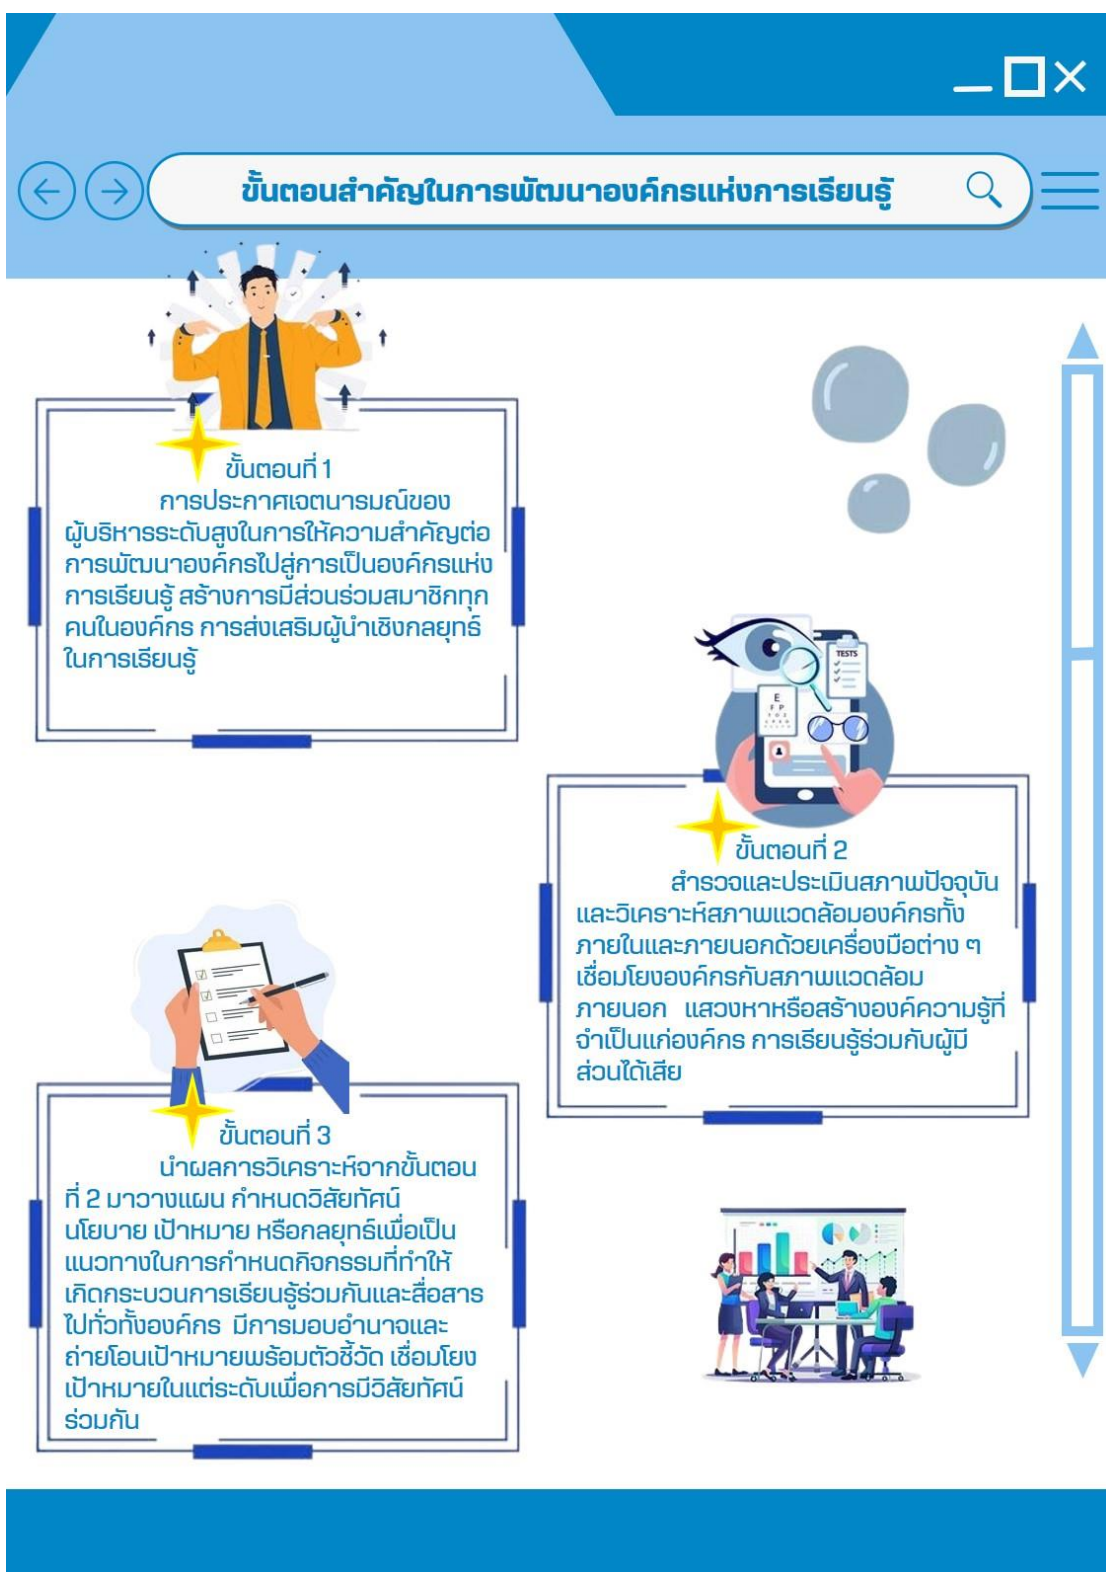 ขั้นตอนสำคัญในการพัฒนาองค์กรแห่งการเรียนรู้
ขั้นตอนที่ 1
การประกาศเจตนารมณ์ของ
ผู้บริหารระดับสูงในการให้ความสำคัญต่อ
การพัฒนาองค์กรไปสู่การเป็นองค์กรแห่ง
การเรียนรู้ สร้างการมีส่วนร่วมสมาชิกทุก
คนในองค์กร การส่งเสริมผู้นำเชิงกลยุทธ์
ในการเรียนรู้
TESTS
E
F P
ขั้นตอนที่ 2
สำรวจและประเมินสภาพปัจจุบัน
และวิเคราะห์สภาพแวดล้อมองค์กรทั้ง
ภายในและภายนอกด้วยเครื่องมือต่าง ๆ
เชื่อมโยงองค์กรกับสภาพแวดล้อม
ภายนอก แสวงหาหรือสร้างองค์ความรู้ที่
จำเป็นแก่องค์กร การเรียนรู้ร่วมกับผู้มี
ส่วนได้เสีย
ขั้นตอนที่ 3
นำผลการวิเคราะห์จากขั้นตอน
ที่ 2 มาวางแผน กำหนดวิสัยทัศน์
นโยบาย เป้าหมาย หรือกลยุทธ์เพื่อเป็น
แนวทางในการกำหนดกิจกรรมที่ทำให้
เกิดกระบวนการเรียนรู้ร่วมกันและสื่อสาร
ไปทั่วทั้งองค์กร มีการมอบอำนาจและ
ถ่ายโอนเป้าหมายพร้อมตัวชี้วัด เชื่อมโยง
เป้าหมายในแต่ระดับเพื่อการมีวิสัยทัศน์
ร่วมกัน